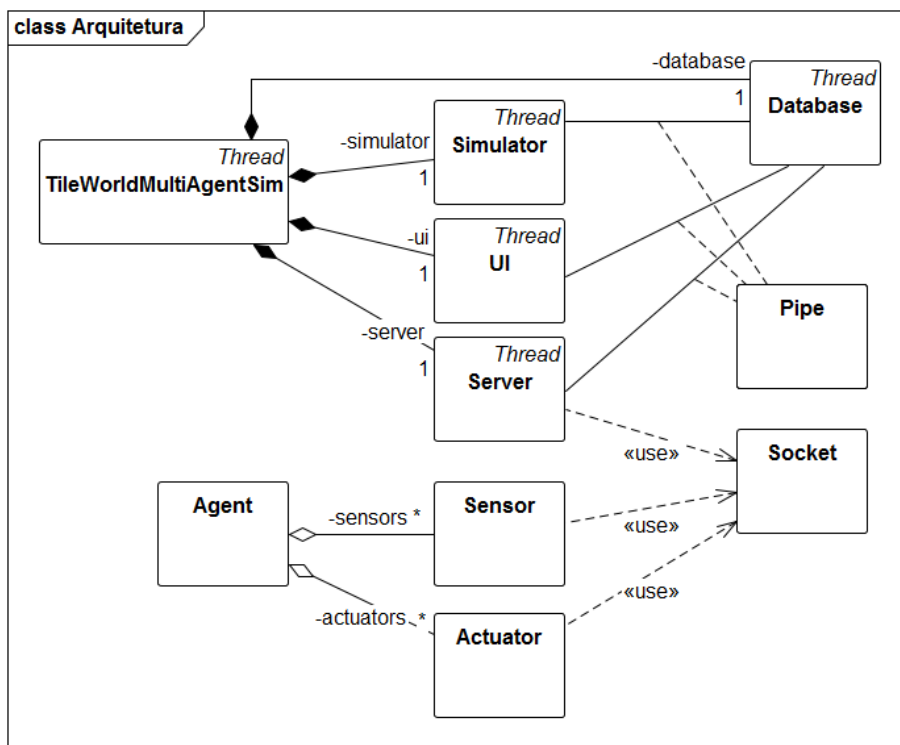 class Arquitetura
-database
1
Thread
Database
Thread
TileWorldMultiAgentSim
-simulator
1
Thread
Simulator
-ui
1
Thread
UI
-server
1
Thread
Server
Pipe
«use»
Socket
Agent
-sensors *
Sensor
«use»
«use»
-actuators *
Actuator